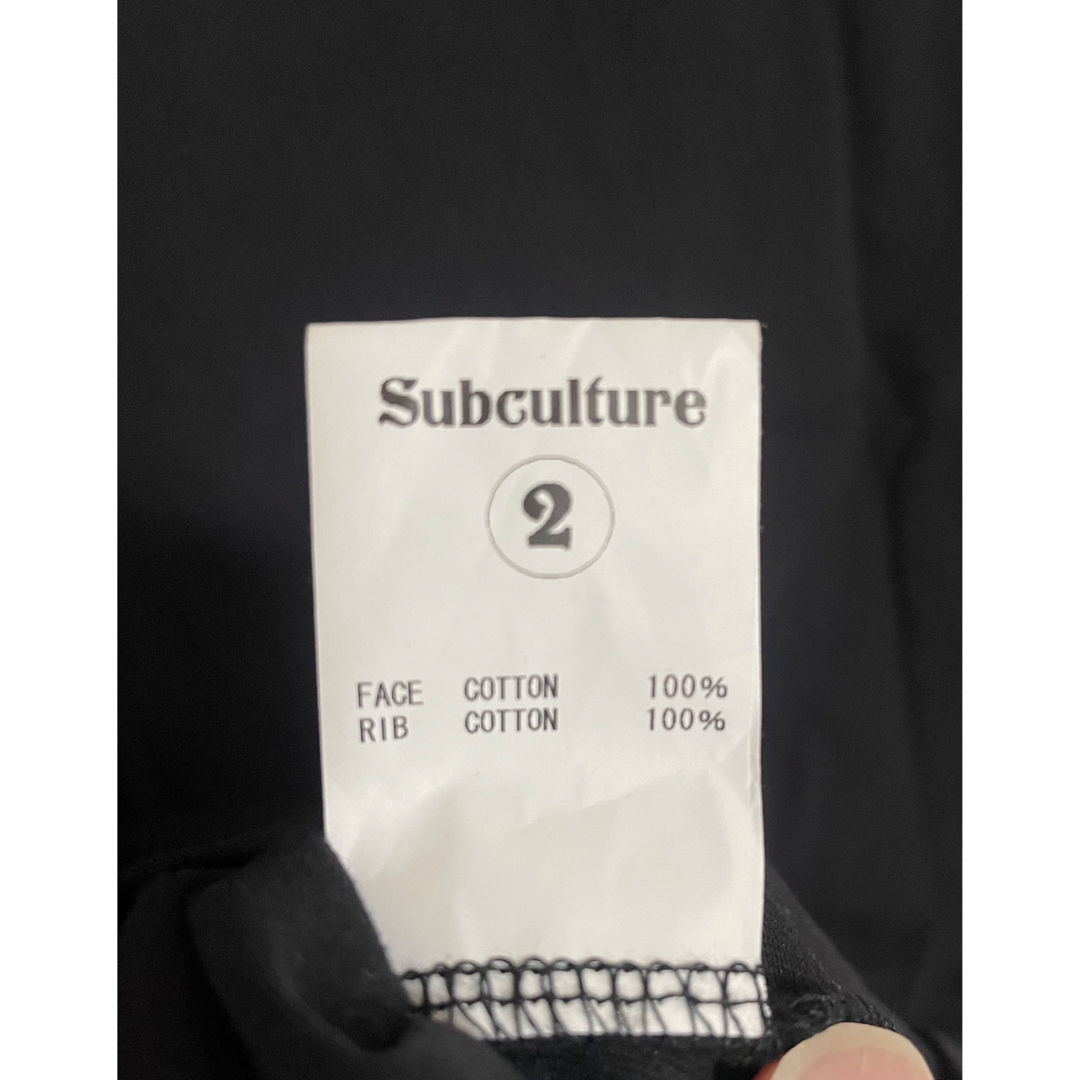 Subculture
2
FACE COTTON 100%
RIB COTTON 100%